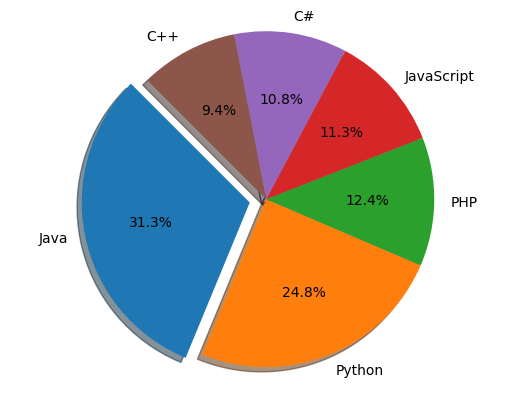 C#
C++
JavaScript
10.8%
9.4%
11.3%
12.4%
PHP
31.3%
Java
24.8%
Python